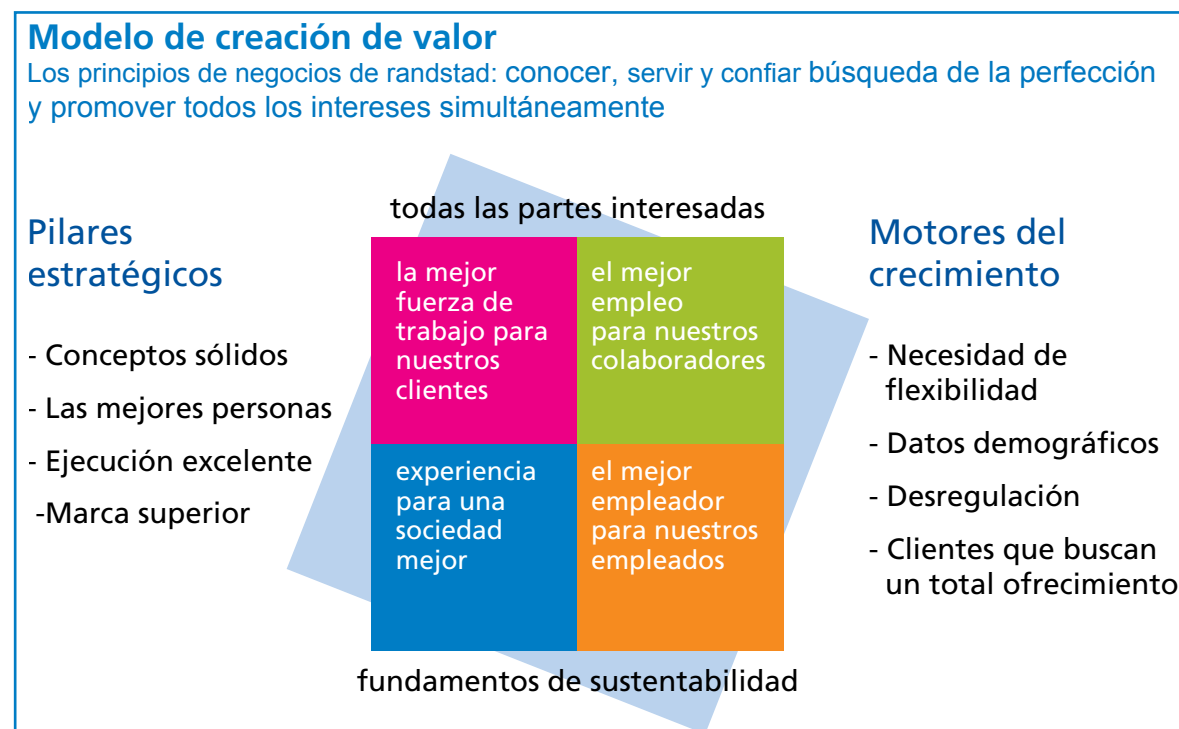 Modelo de creación de valor
Los principios de negocios de randstad: conocer, servir y confiar búsqueda de la perfección
y promover todos los intereses simultáneamente
todas las partes interesadas
Pilares
estratégicos
- Conceptos sólidos
- Las mejores personas
- Ejecución excelente
-Marca superior
la mejor
fuerza de
trabajo para
nuestros
clientes
el mejor
empleo
para nuestros
colaboradores
experiencia
para una
sociedad
mejor
el mejor
empleador
para nuestros
empleados
Motores del
crecimiento
- Necesidad de
flexibilidad
- Datos demográficos
- Desregulación
- Clientes que buscan
un total ofrecimiento
fundamentos de sustentabilidad